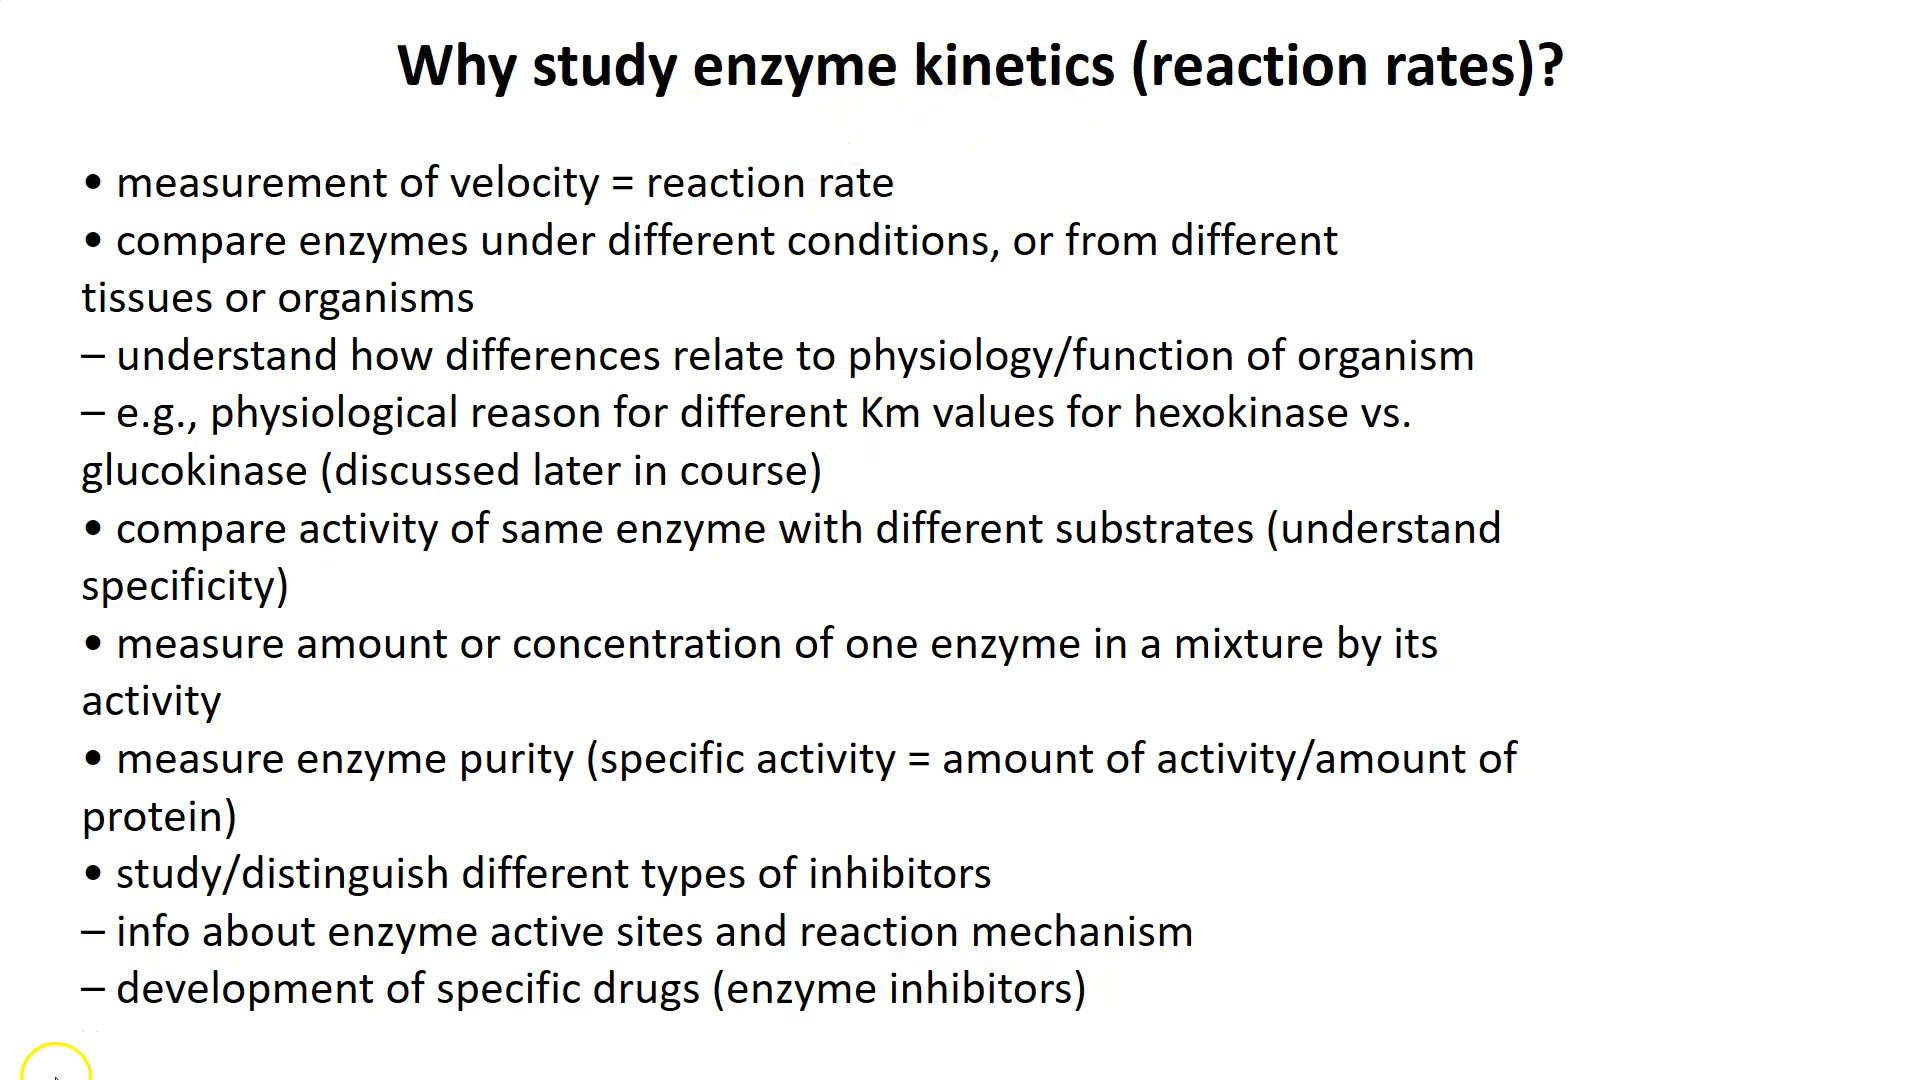 Why study enzyme kinetics (reaction rates)?
• measurement of velocity = reaction rate
• compare enzymes under different conditions, or from different
tissues or organisms
– understand how differences relate to physiology/function of organism
– e.g., physiological reason for different Km values for hexokinase vs.
glucokinase (discussed later in course)
• compare activity of same enzyme with different substrates (understand
specificity)
• measure amount or concentration of one enzyme in a mixture by its
activity
• measure enzyme purity (specific activity = amount of activity/amount of
protein)
• study/distinguish different types of inhibitors
– info about enzyme active sites and reaction mechanism
– development of specific drugs (enzyme inhibitors)